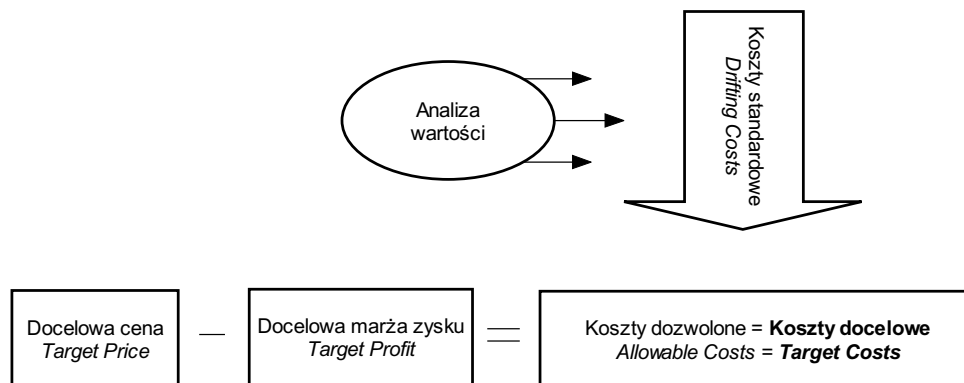 Analiza
wartości
Koszty standardowe
Drifting Costs
Docelowa cena
Target Price
—
Docelowa marża zysku
Target Profit
=
Koszty dozwolone = Koszty docelowe
Allowable Costs = Target Costs